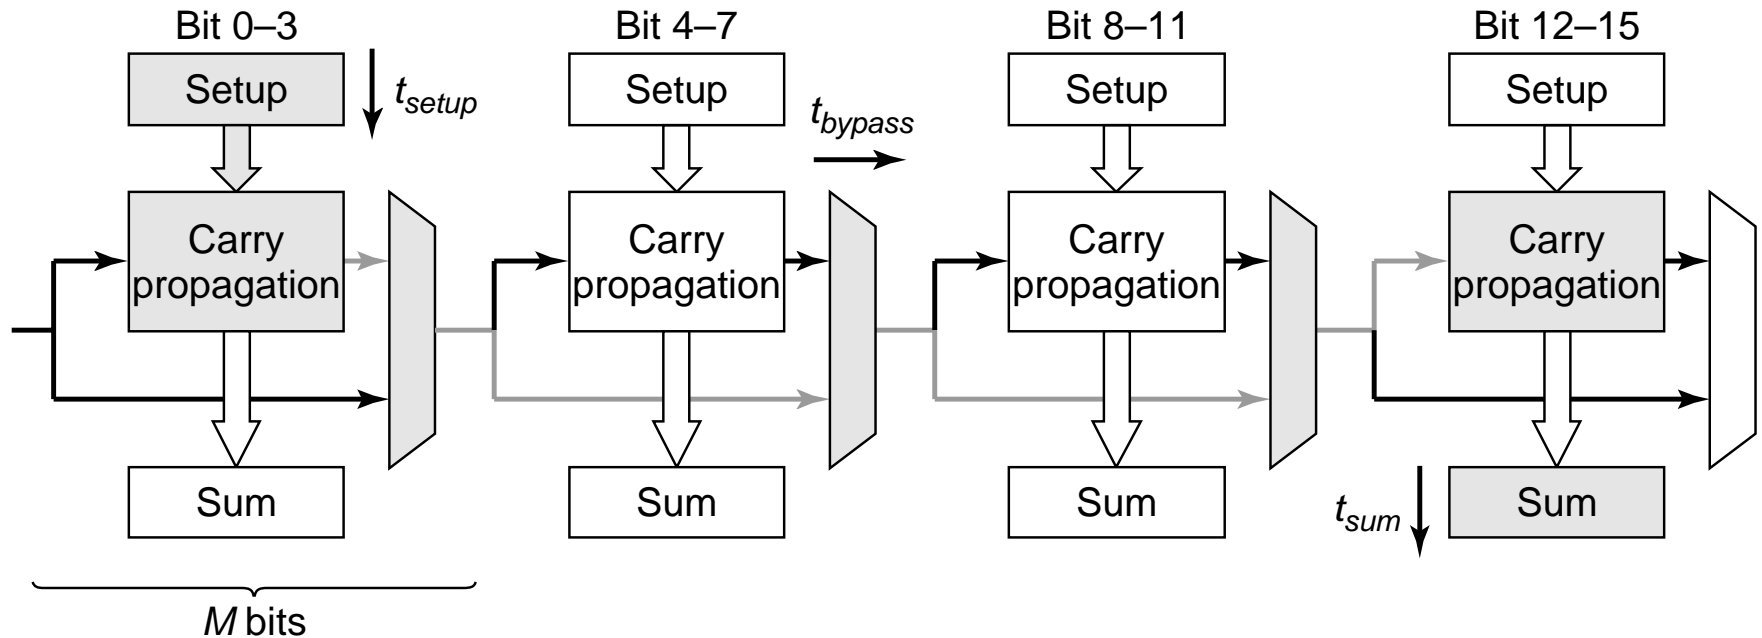 Bit 0–3
Bit 4–7
Bit 8–11
Bit 12–15
Setup
t_setup
Setup
t_bypass
Setup
Setup
Carry
propagation
Carry
propagation
Carry
propagation
Carry
propagation
Sum
Sum
Sum
t_sum
Sum
M bits